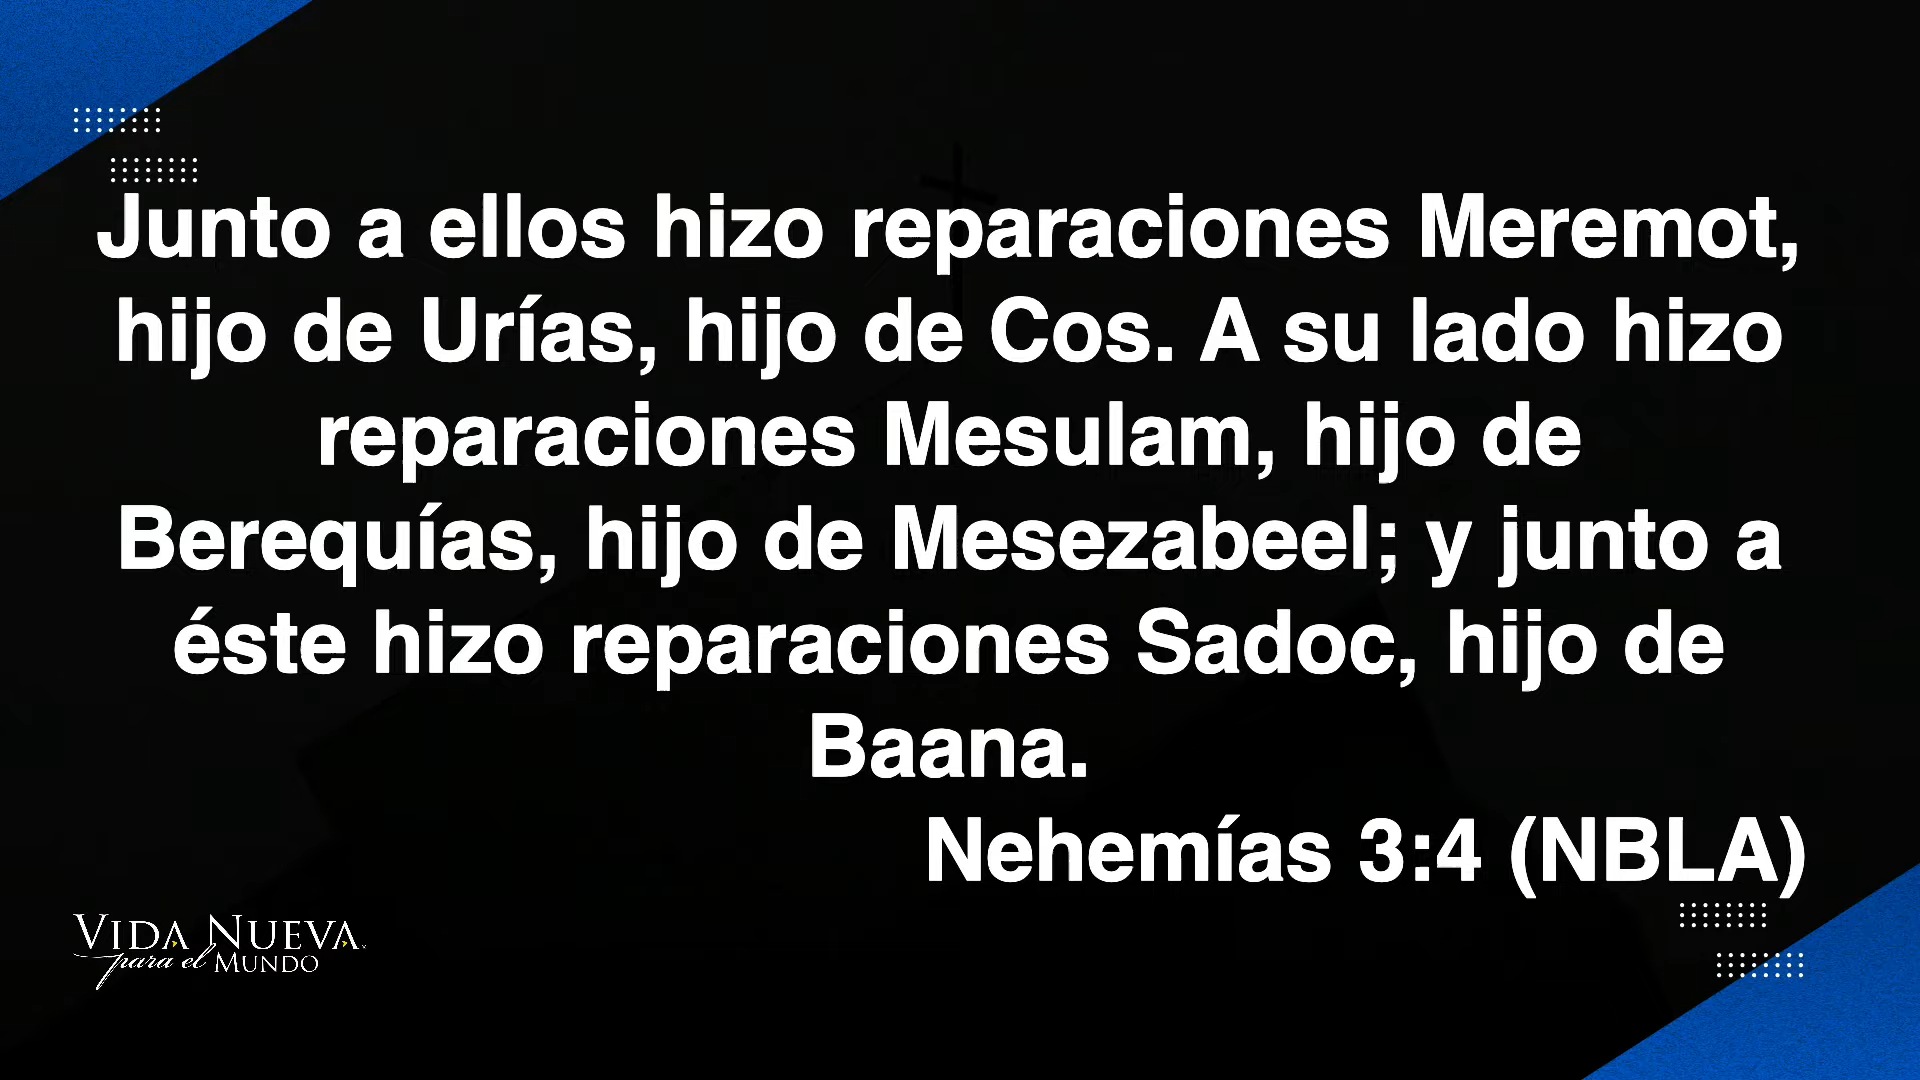 Junto a ellos hizo reparaciones Meremot,
hijo de Urías, hijo de Cos. A su lado hizo
reparaciones Mesulam, hijo de
Berequías, hijo de Mesezabeel; y junto a
éste hizo reparaciones Sadoc, hijo de
Baana.
Nehemías 3:4 (NBLA)
VIDA NUEVA
para el MUNDO